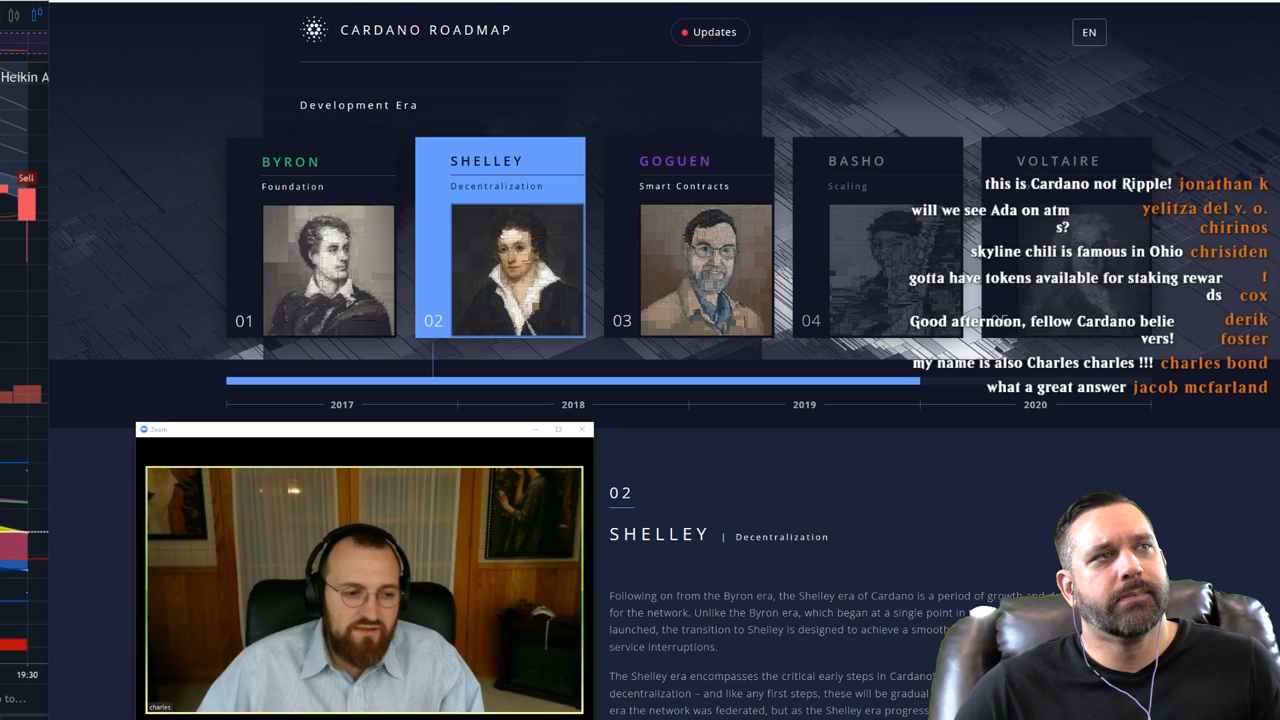 CARDANO ROADMAP
Updates
EN
Heikin A
Development Era
BYRON
Foundation
01
SHELLEY
Decentralization
02
GOGUEN
Smart Contracts
03
BASHO
Scaling
04
VOLTAIRE
Sell
this is Cardano not Ripple! jonathan k
will we see Ada on atm yelitza del v. o.
s? chirinos
skyline chili is famous in Ohio chrisiden
gotta have tokens available for staking rewar t
ds cox
Good afternoon, fellow Cardano belie derik
vers! foster
my name is also Charles charles !!! charles bond
what a great answer jacob mcfarland
2017
2018
2019
2020
Zoom
charles
19:30
to...
02
SHELLEY | Decentralization
Following on from the Byron era, the Shelley era of Cardano is a period of growth and
for the network. Unlike the Byron era, which began at a single point in
launched, the transition to Shelley is designed to achieve a smooth
service interruptions.
The Shelley era encompasses the critical early steps in Cardano'
decentralization – and like any first steps, these will be gradual
era the network was federated, but as the Shelley era progress